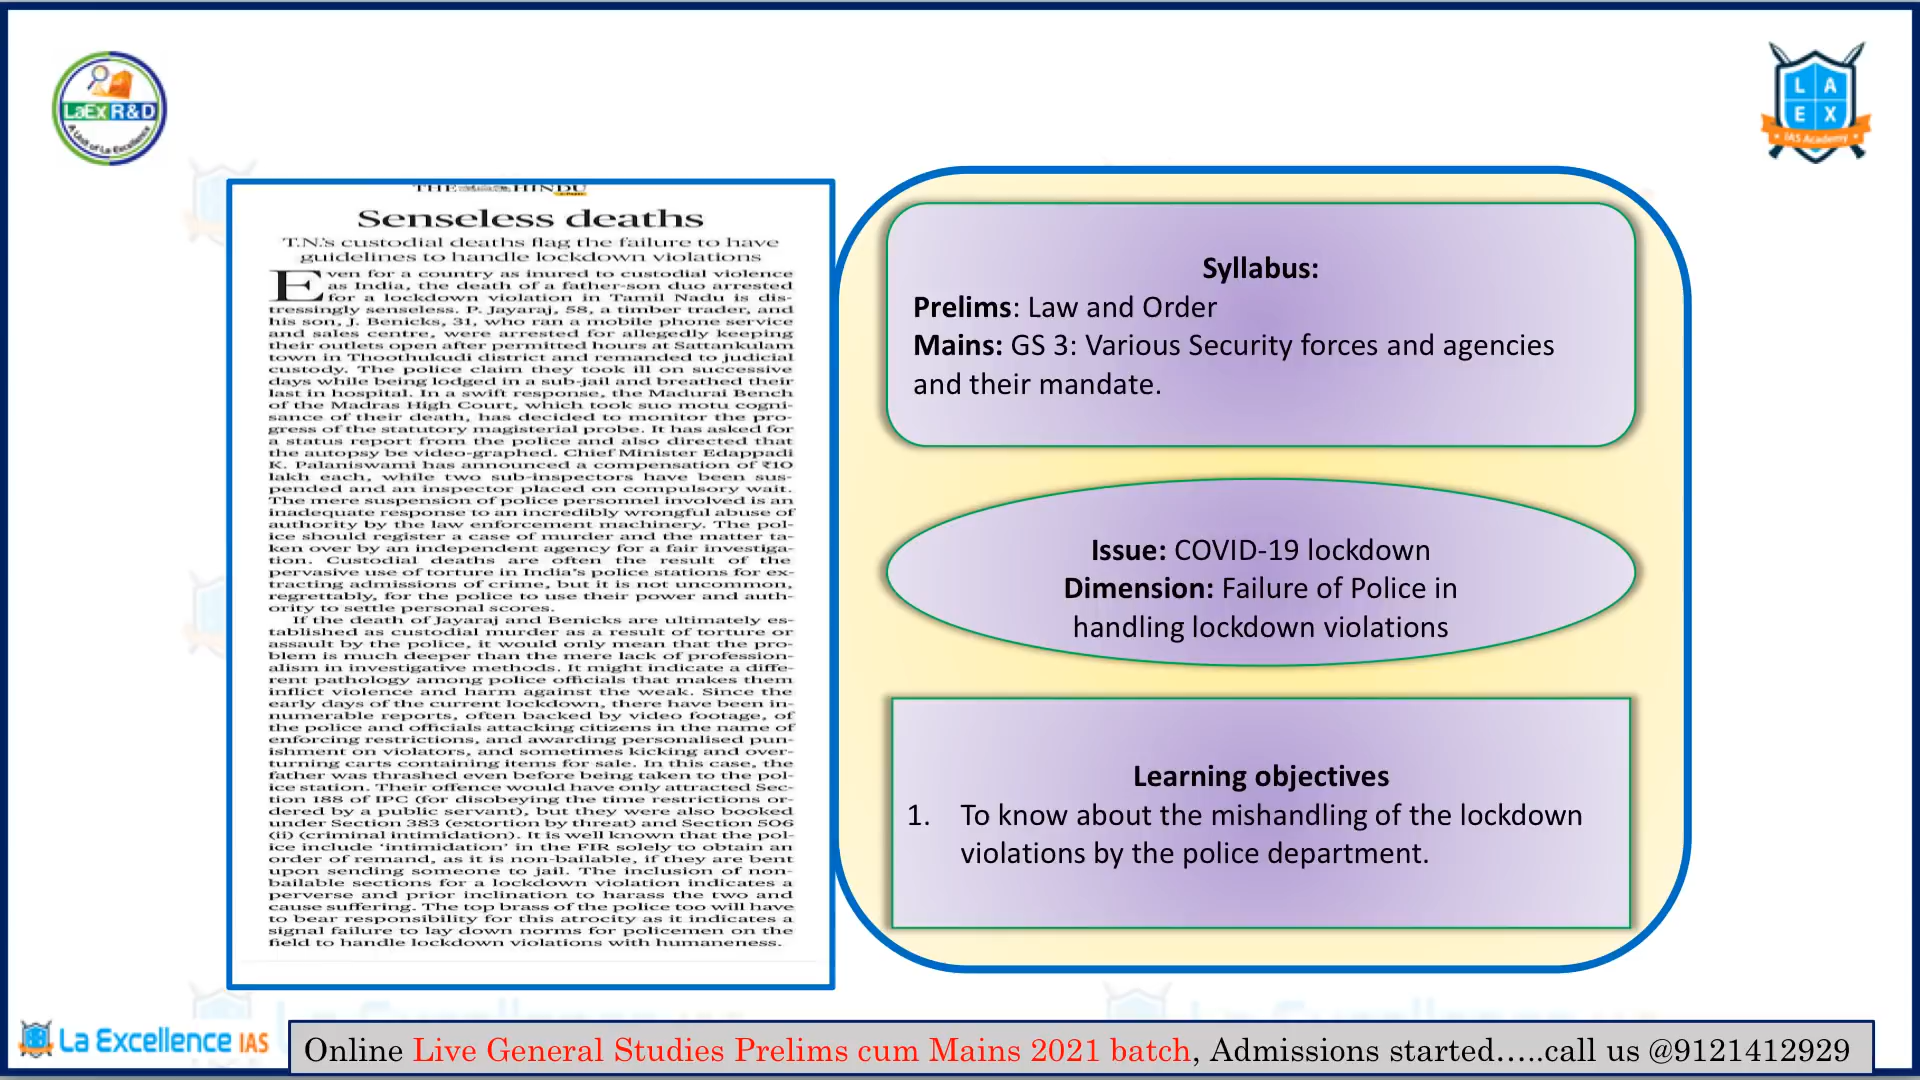 LaEx R&D
A Unit of La Excellence
L A
E X
IAS Academy
THE HINDU
Senseless deaths
T.N.'s custodial deaths flag the failure to have
guidelines to handle lockdown violations
Even for a country as inured to custodial violence
as India, the death of a father-son duo arrested
for a lockdown violation in Tamil Nadu is dis-
tressingly senseless. P. Jayaraj, 58, a timber trader, and
his son, J. Benicks, 31, who ran a mobile phone service
and sales centre, were arrested for allegedly keeping
their outlets open after permitted hours at Sattankulam
town in Thoothukudi district and remanded to judicial
custody. The police claim they took ill on successive
days while being lodged in a sub-jail and breathed their
last in hospital. In a swift response, the Madurai Bench
of the Madras High Court, which took suo motu cogni-
sance of their death, has decided to monitor the pro-
gress of the statutory magisterial probe. It has asked for
a status report from the police and also directed that
the autopsy be video-graphed. Chief Minister Edappadi
K. Palaniswami has announced a compensation of ₹10
lakh each, while two sub-inspectors have been sus-
pended and an inspector placed on compulsory wait.
The mere suspension of police personnel involved is an
inadequate response to an incredibly wrongful abuse of
authority by the law enforcement machinery. The pol-
ice should register a case of murder and the matter ta-
ken over by an independent agency for a fair investiga-
tion. Custodial deaths are often the result of the
pervasive use of torture in India's police stations for ex-
tracting admissions of crime, but it is not uncommon,
regrettably, for the police to use their power and auth-
ority to settle personal scores.
If the death of Jayaraj and Benicks are ultimately es-
tablished as custodial murder as a result of torture or
assault by the police, it would only mean that the pro-
blem is much deeper than the mere lack of profession-
alism in investigative methods. It might indicate a diffe-
rent pathology among police officials that makes them
inflict violence and harm against the weak. Since the
early days of the current lockdown, there have been in-
numerable reports, often backed by video footage, of
the police and officials attacking citizens in the name of
enforcing restrictions, and awarding personalised pun-
ishment on violators, and sometimes kicking and over-
turning carts containing items for sale. In this case, the
father was thrashed even before being taken to the pol-
ice station. Their offence would have only attracted Sec-
tion 188 of IPC (for disobeying the time restrictions or-
dered by a public servant), but they were also booked
under Section 383 (extortion by threat) and Section 506
(ii) (criminal intimidation). It is well known that the pol-
ice include 'intimidation' in the FIR solely to obtain an
order of remand, as it is non-bailable, if they are bent
upon sending someone to jail. The inclusion of non-
bailable sections for a lockdown violation indicates a
perverse and prior inclination to harass the two and
cause suffering. The top brass of the police too will have
to bear responsibility for this atrocity as it indicates a
signal failure to lay down norms for policemen on the
field to handle lockdown violations with humaneness.
Syllabus:
Prelims: Law and Order
Mains: GS 3: Various Security forces and agencies
and their mandate.
Issue: COVID-19 lockdown
Dimension: Failure of Police in
handling lockdown violations
Learning objectives
1. To know about the mishandling of the lockdown
violations by the police department.
La Excellence IAS
Online Live General Studies Prelims cum Mains 2021 batch, Admissions started.....call us @9121412929